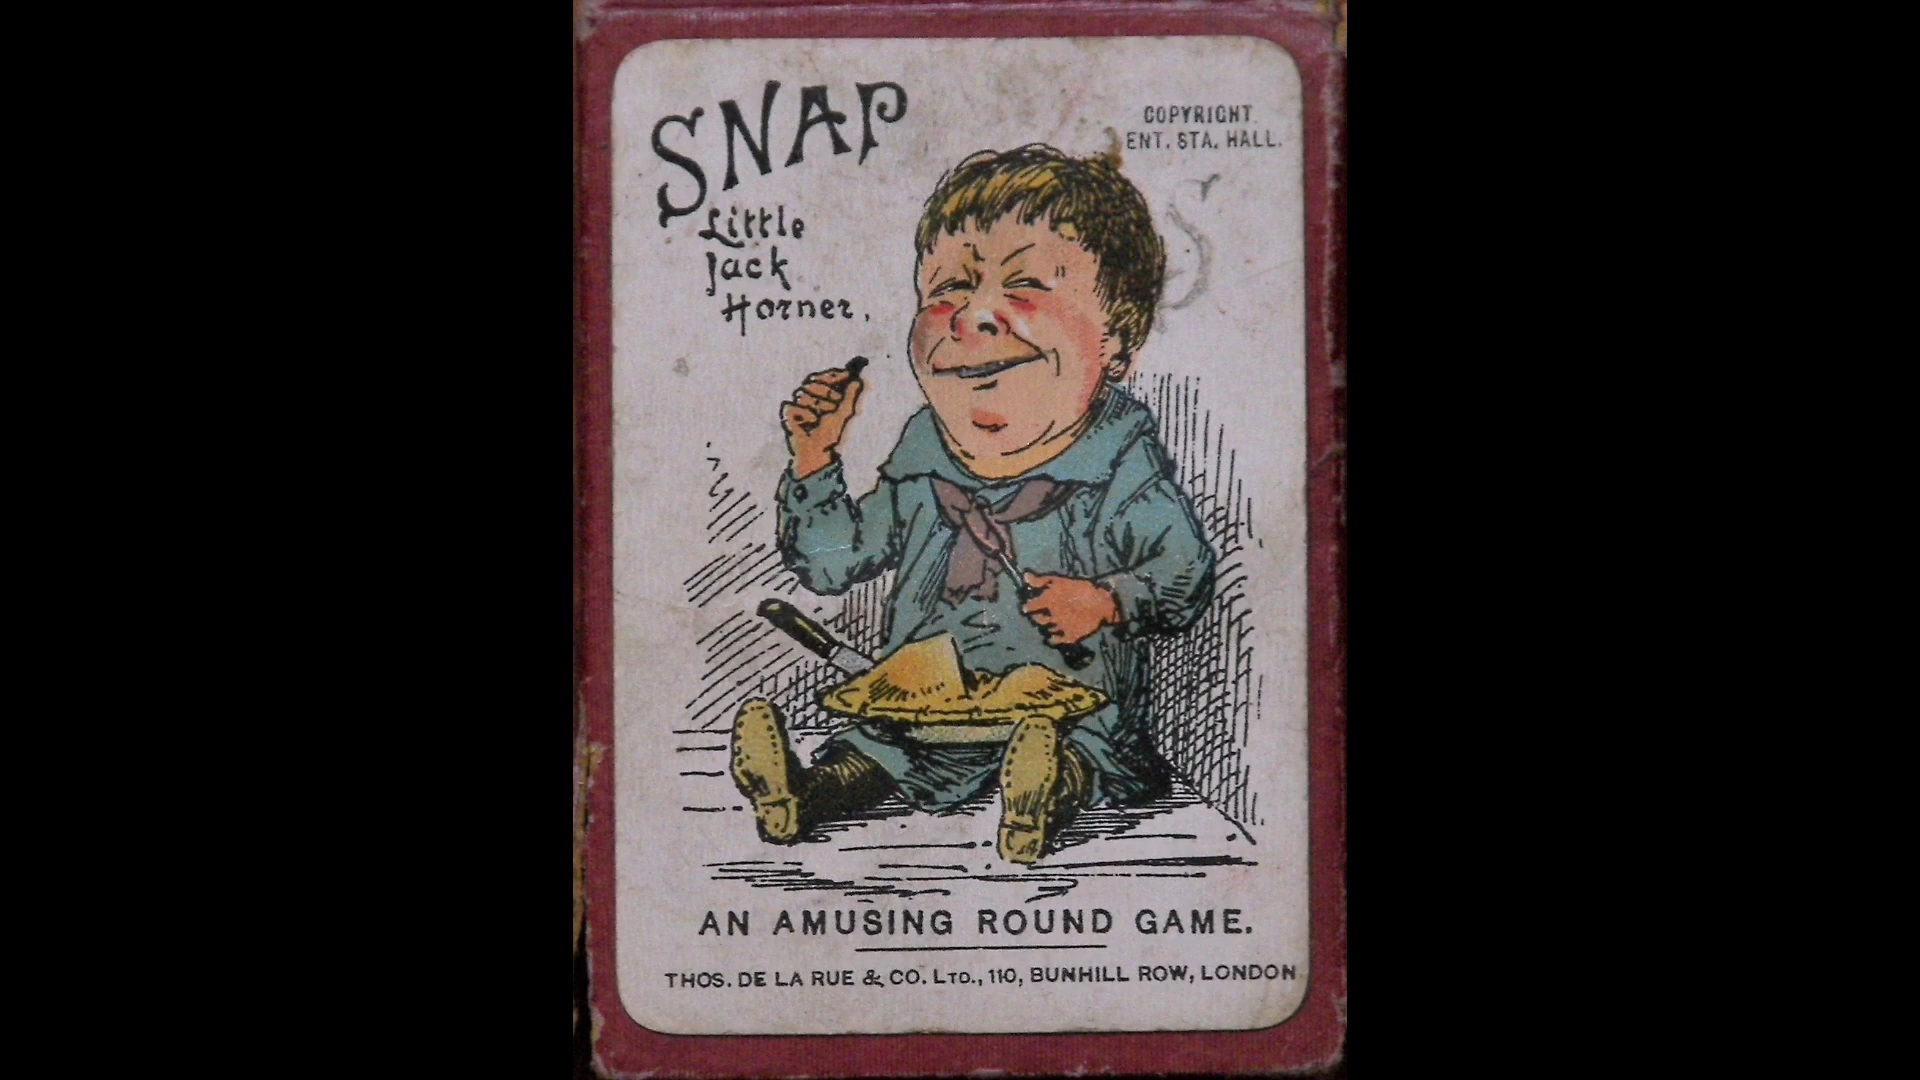 SNAP
Little
Jack
Horner.
COPYRIGHT.
ENT. STA. HALL.
AN AMUSING ROUND GAME.
THOS. DE LA RUE & CO. LTD., 110, BUNHILL ROW, LONDON